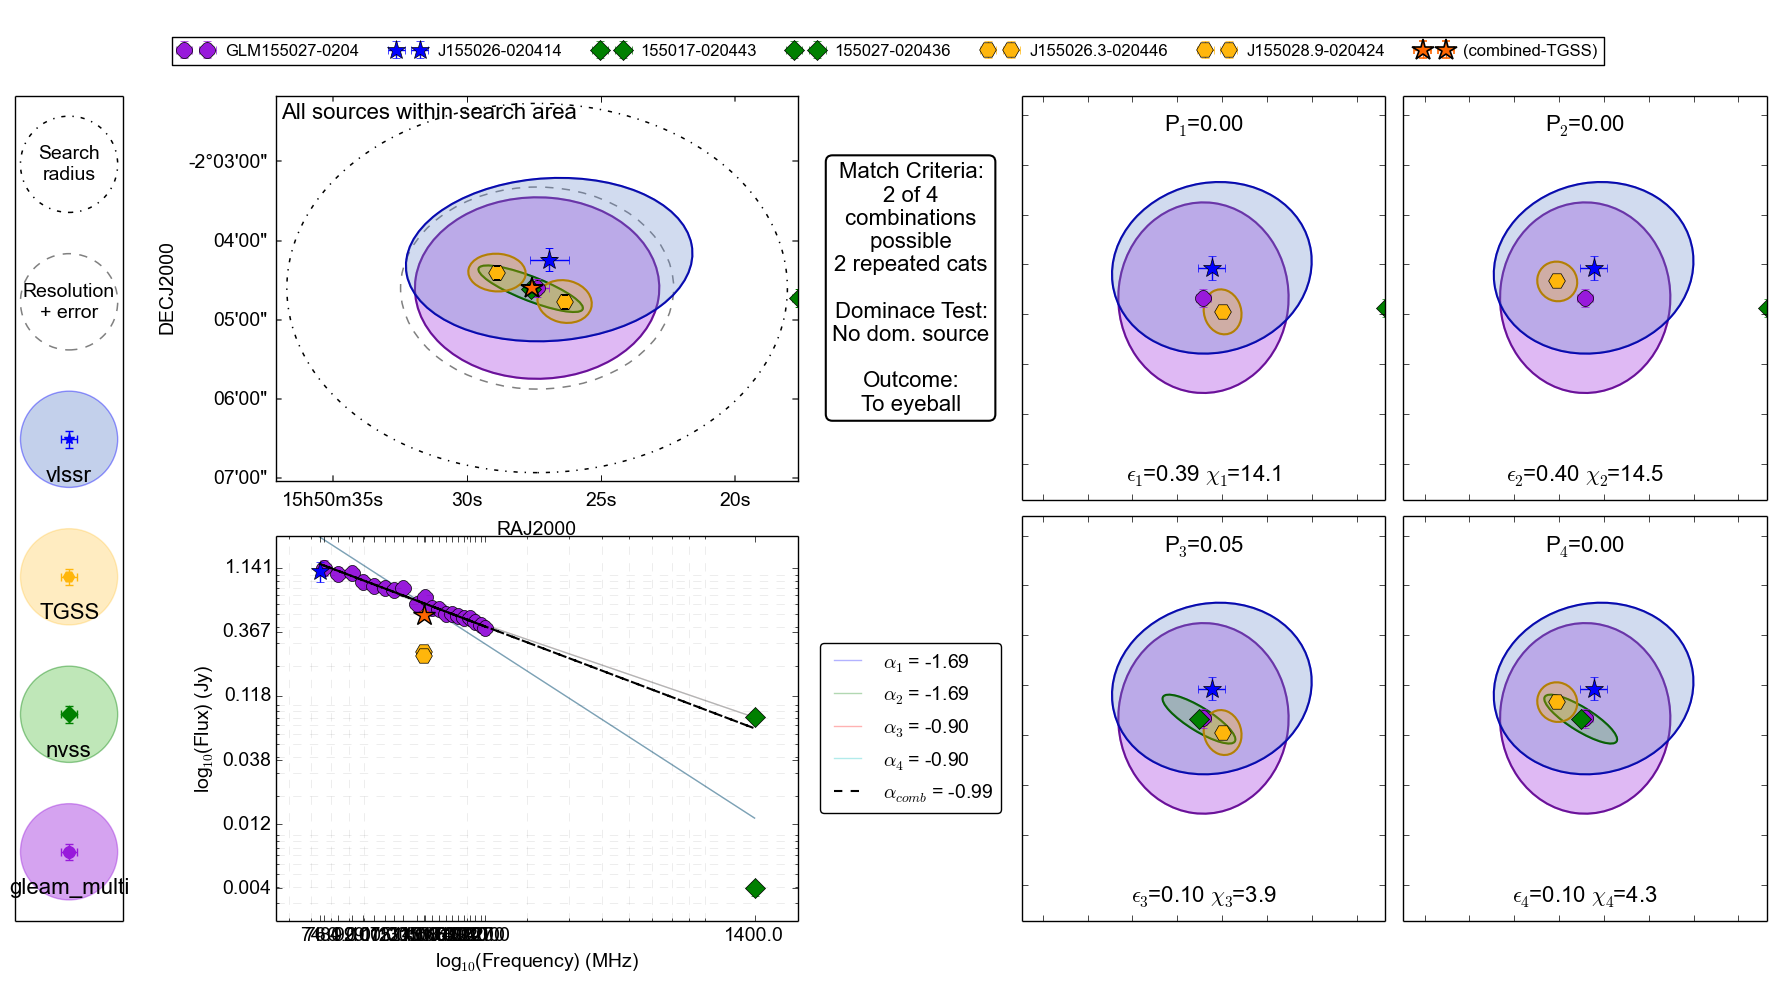 GLM155027-0204 J155026-020414 155017-020443 155027-020436 J155026.3-020446 J155028.9-020424 (combined-TGSS)
Search
radius
Resolution
+ error
vlssr
TGSS
nvss
gleam_multi
All sources within search area
DECJ2000
-2°03'00"
04'00"
05'00"
06'00"
07'00"
15h50m35s 30s 25s 20s
RAJ2000
Match Criteria:
2 of 4
combinations
possible
2 repeated cats
Dominace Test:
No dom. source
Outcome:
To eyeball
P1=0.00
ϵ1=0.39 χ1=14.1
P2=0.00
ϵ2=0.40 χ2=14.5
log10(Flux) (Jy)
1.141
0.367
0.118
0.038
0.012
0.004
1400.0
log10(Frequency) (MHz)
α1 = -1.69
α2 = -1.69
α3 = -0.90
α4 = -0.90
αcomb = -0.99
P3=0.05
ϵ3=0.10 χ3=3.9
P4=0.00
ϵ4=0.10 χ4=4.3